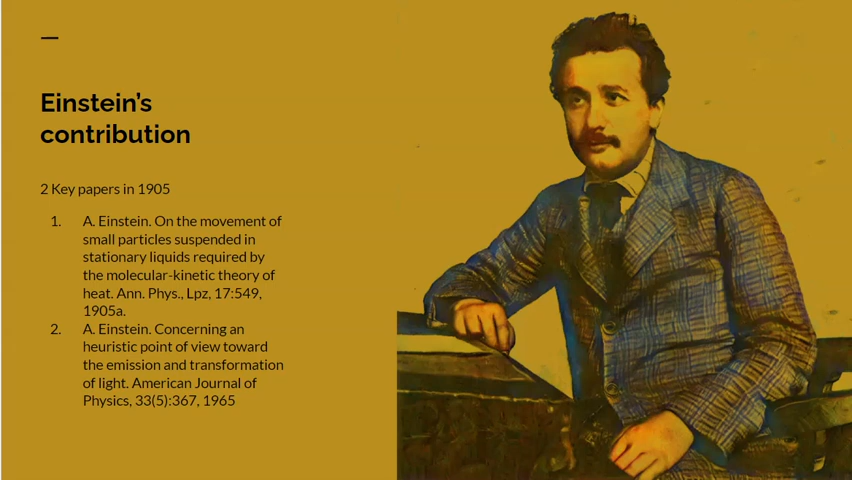 Einstein's
contribution
2 Key papers in 1905
1. A. Einstein. On the movement of
small particles suspended in
stationary liquids required by
the molecular-kinetic theory of
heat. Ann. Phys., Lpz, 17:549,
1905a.
2. A. Einstein. Concerning an
heuristic point of view toward
the emission and transformation
of light. American Journal of
Physics, 33(5):367, 1965